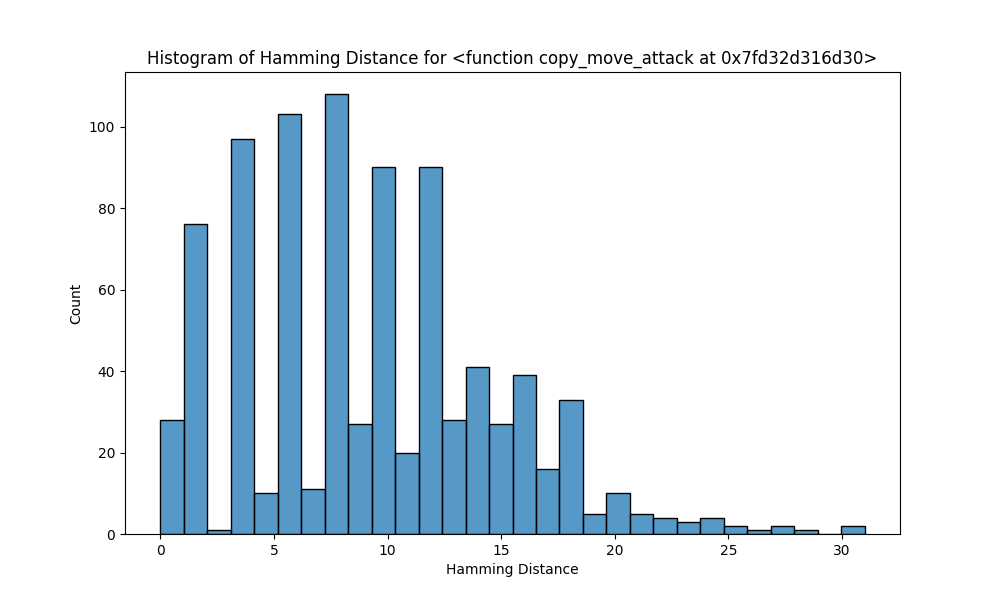 Histogram of Hamming Distance for <function copy_move_attack at 0x7fd32d316d30>
100
80
60
40
20
0
Count
0 5 10 15 20 25 30
Hamming Distance